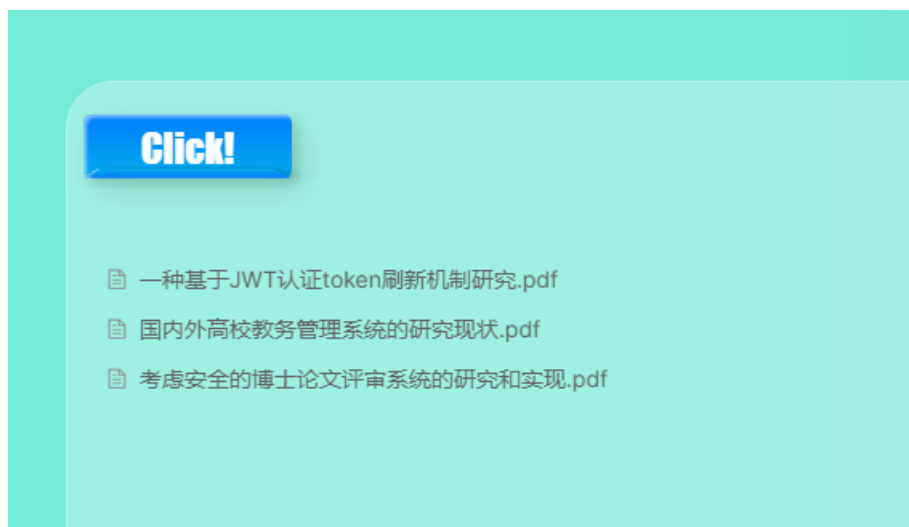 Click!
一种基于JWT认证token刷新机制研究.pdf
国内外高校教务管理系统的研究现状.pdf
考虑安全的博士论文评审系统的研究和实现.pdf